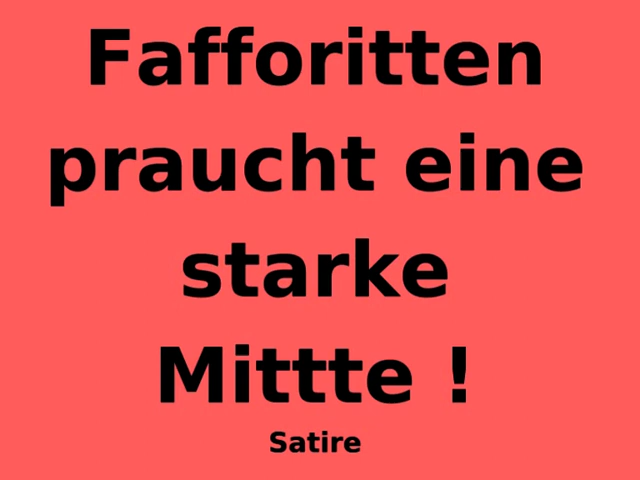 Fafforitten
praucht eine
starke
Mittte !
Satire